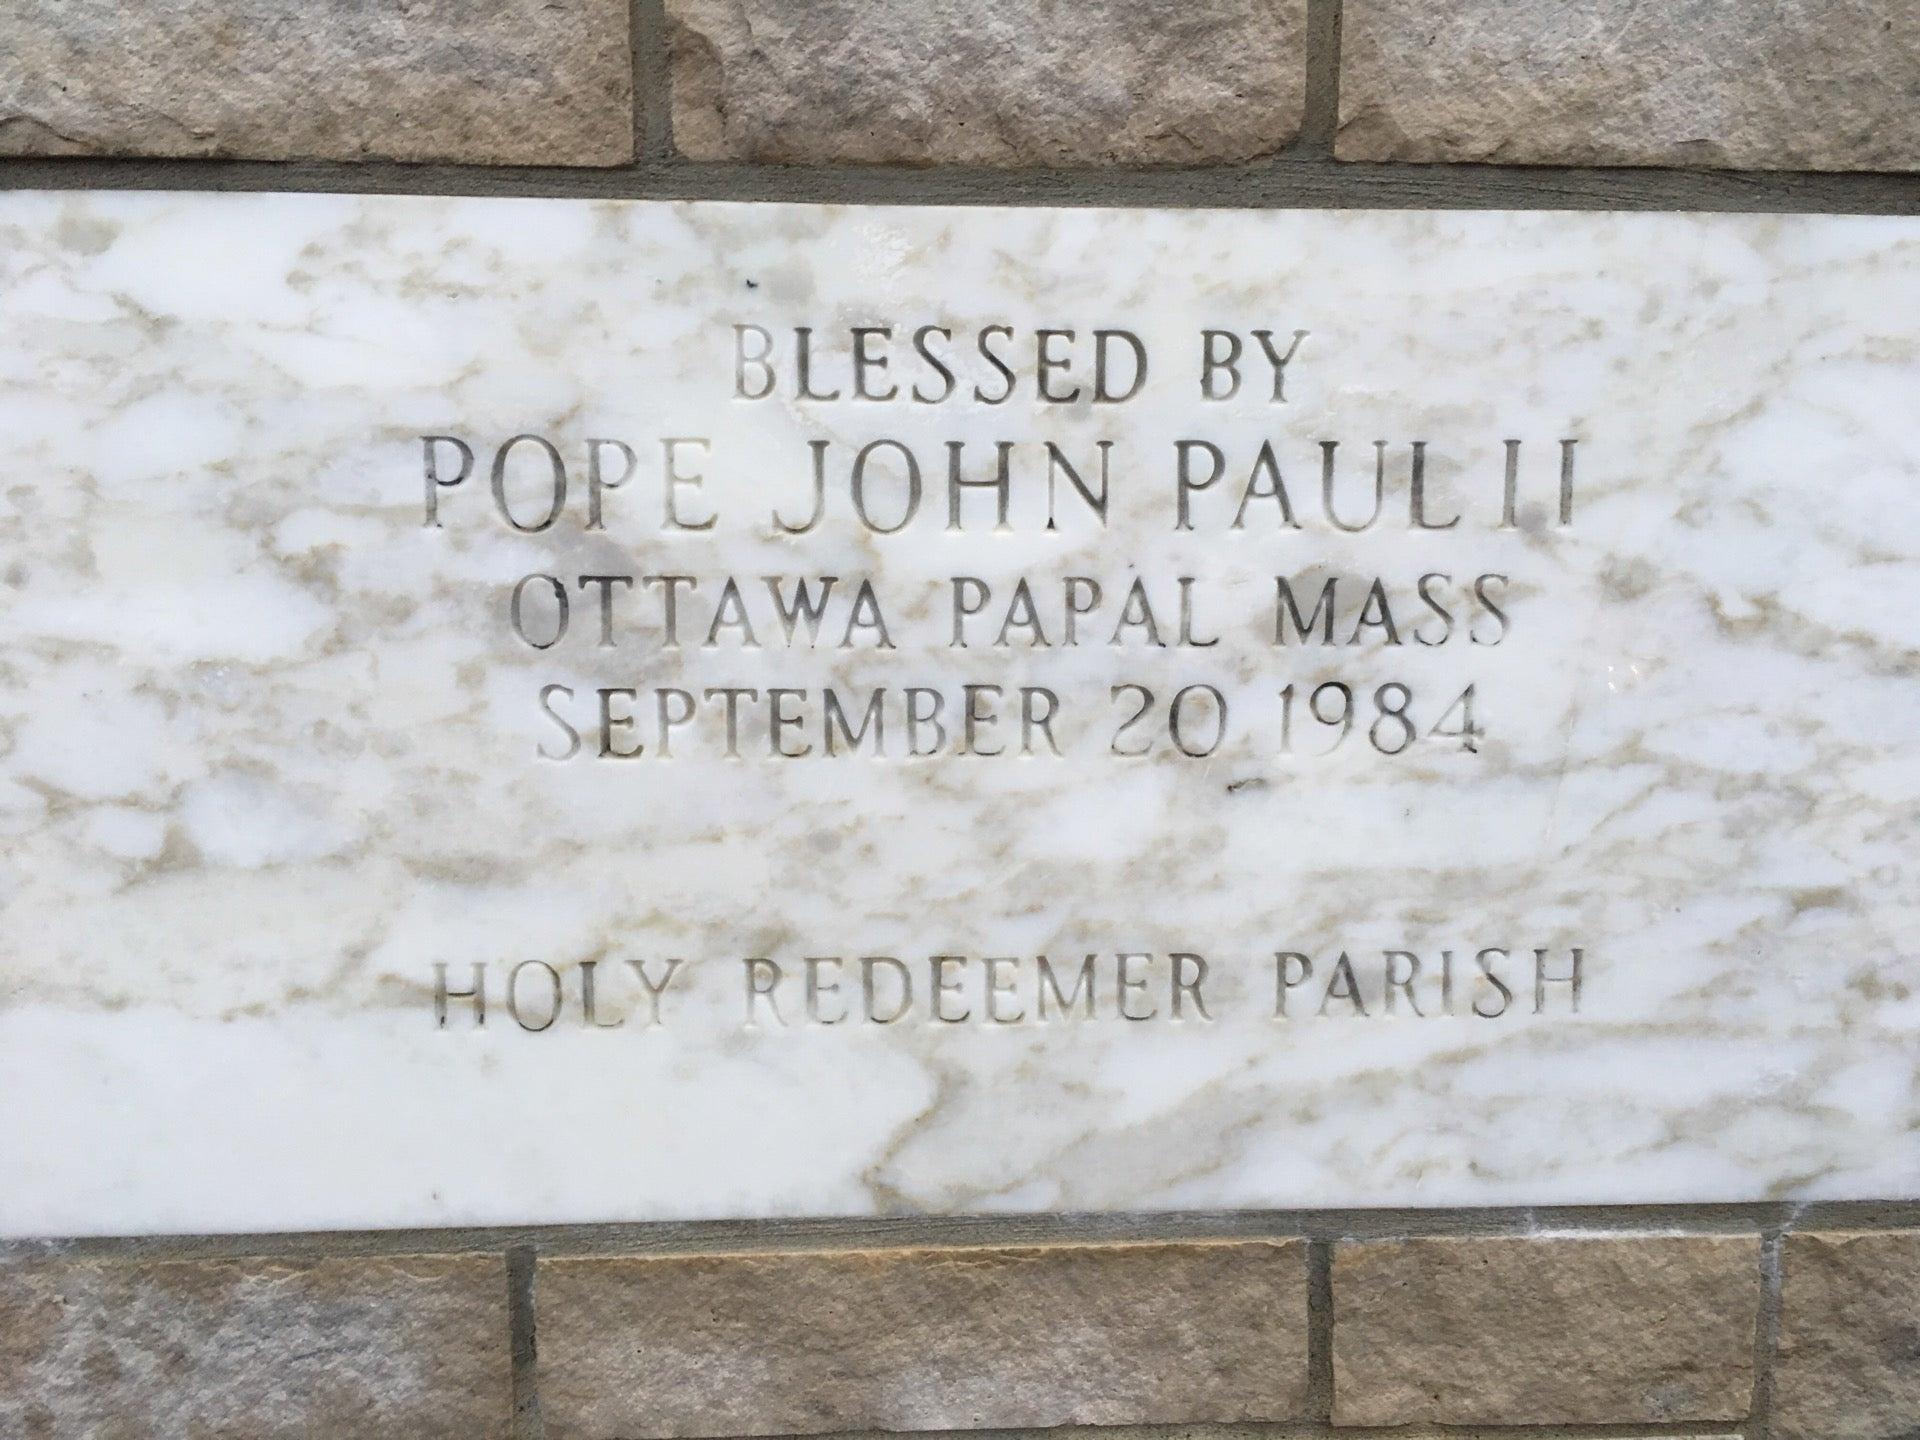 BLESSED BY
POPE JOHN PAUL II
OTTAWA PAPAL MASS
SEPTEMBER 20 1984
HOLY REDEEMER PARISH